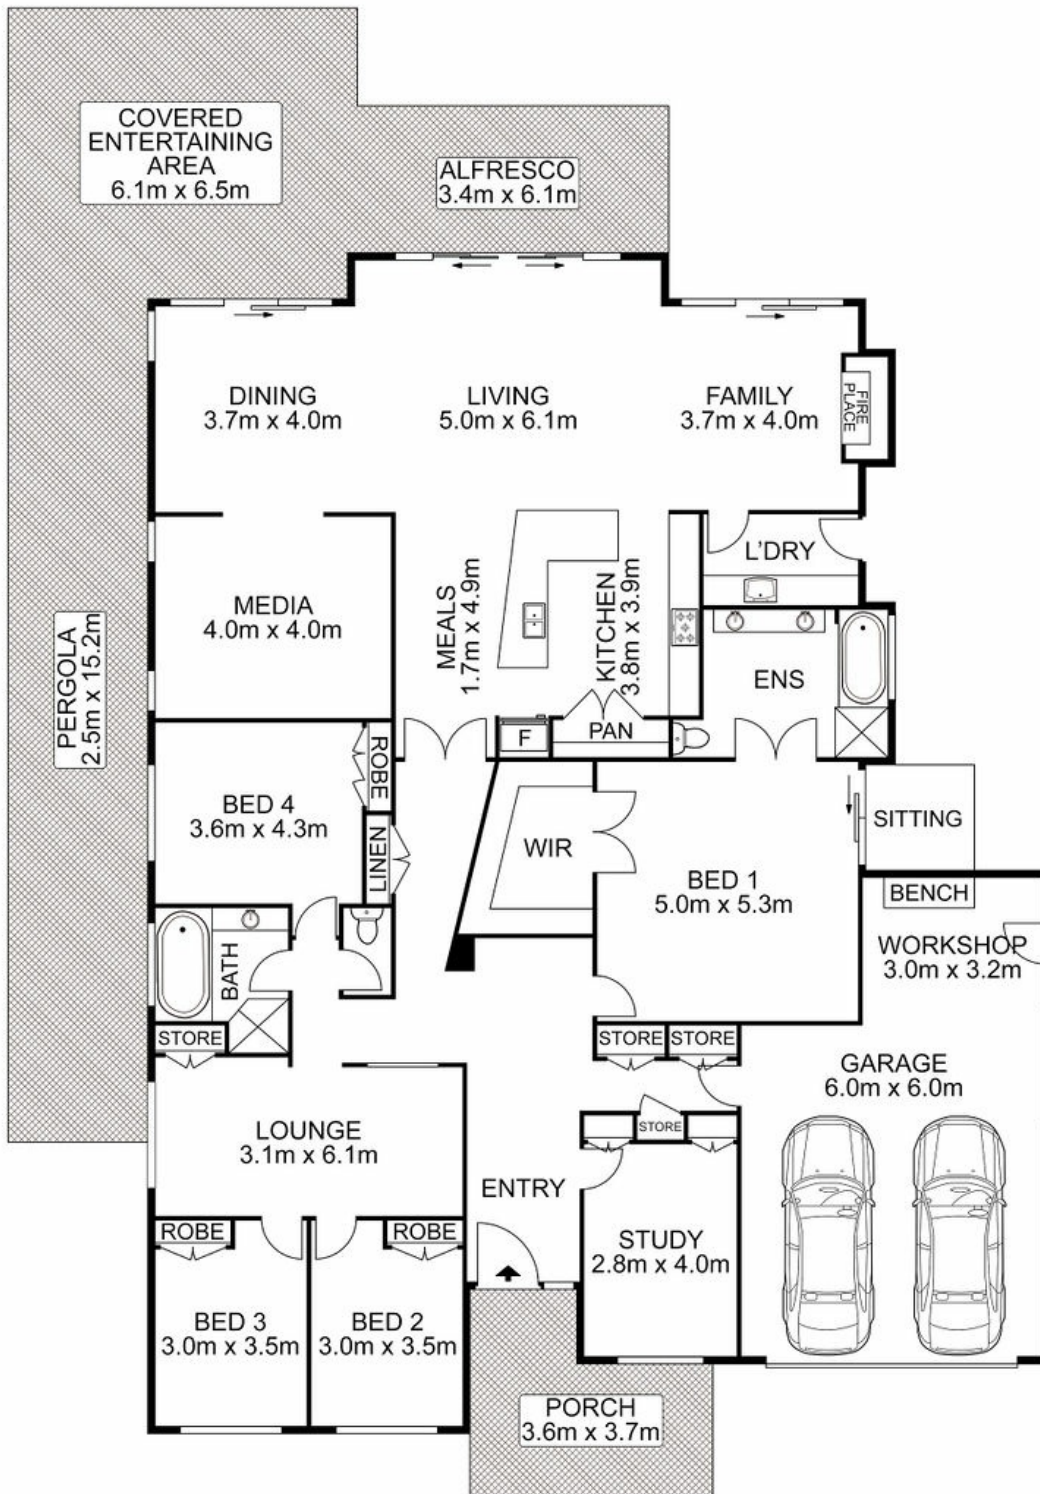 COVERED
ENTERTAINING
AREA
6.1m x 6.5m
ALFRESCO
3.4m x 6.1m
DINING
3.7m x 4.0m
LIVING
5.0m x 6.1m
FAMILY
3.7m x 4.0m
FIRE
PLACE
L'DRY
MEDIA
4.0m x 4.0m
MEALS
1.7m x 4.9m
KITCHEN
3.8m x 3.9m
PERGOLA
2.5m x 15.2m
ENS
F
PAN
ROBE
BED 4
3.6m x 4.3m
LINEN
WIR
SITTING
BED 1
5.0m x 5.3m
BENCH
WORKSHOP
3.0m x 3.2m
BATH
STORE
STORE
STORE
GARAGE
6.0m x 6.0m
STORE
LOUNGE
3.1m x 6.1m
ENTRY
ROBE
ROBE
STUDY
2.8m x 4.0m
BED 3
3.0m x 3.5m
BED 2
3.0m x 3.5m
PORCH
3.6m x 3.7m